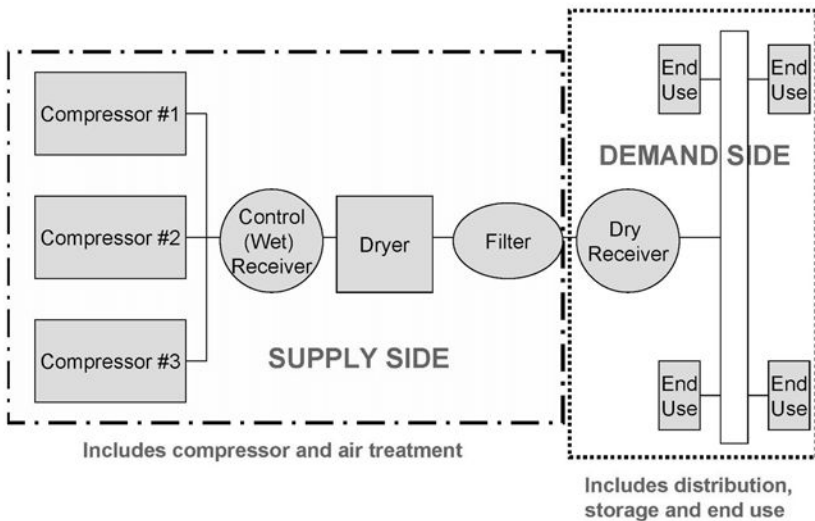 Compressor #1
Compressor #2
Compressor #3
Control
(Wet)
Receiver
Dryer
Filter
SUPPLY SIDE
Includes compressor and air treatment
End
Use
End
Use
DEMAND SIDE
Dry
Receiver
End
Use
End
Use
Includes distribution,
storage and end use